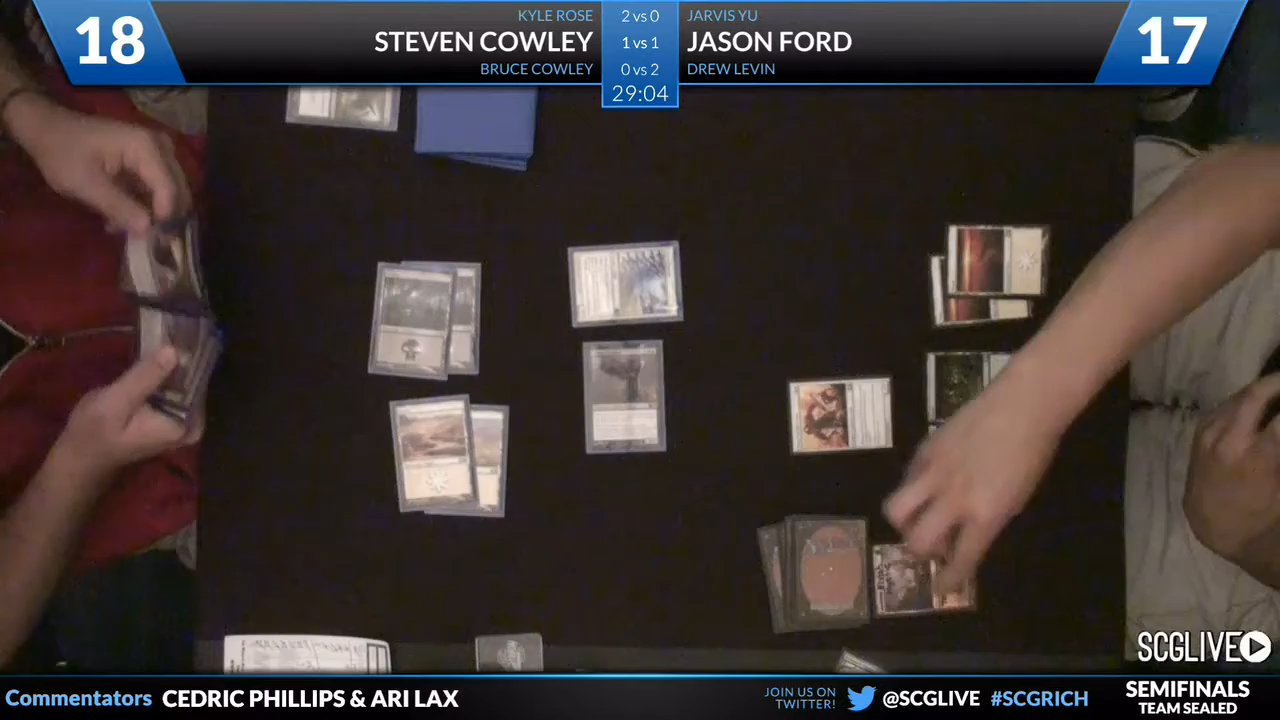 18
KYLE ROSE 2 vs 0 JARVIS YU
STEVEN COWLEY 1 vs 1 JASON FORD
BRUCE COWLEY 0 vs 2 DREW LEVIN
29:04
17
SCGLIVE
Commentators CEDRIC PHILLIPS & ARI LAX
JOIN US ON
TWITTER!
@SCGLIVE #SCGRICH
SEMIFINALS
TEAM SEALED